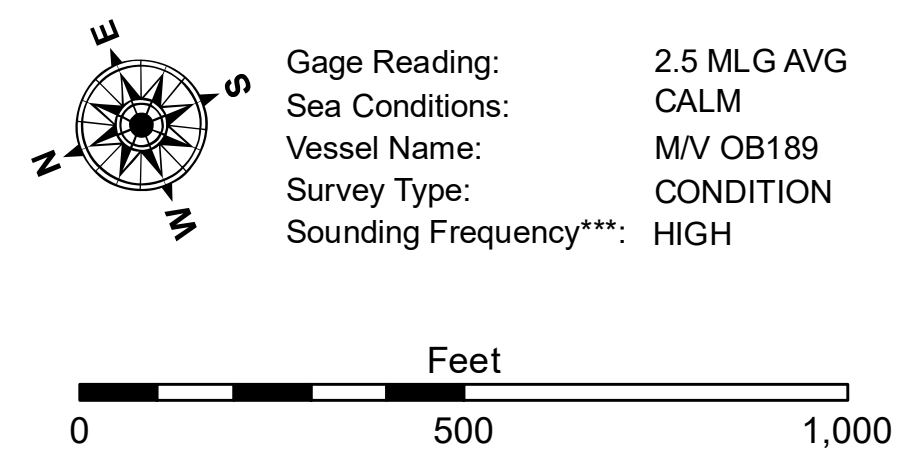 E
S
N
W
Gage Reading: 2.5 MLG AVG
Sea Conditions: CALM
Vessel Name: M/V OB189
Survey Type: CONDITION
Sounding Frequency***: HIGH
Feet
0 500 1,000